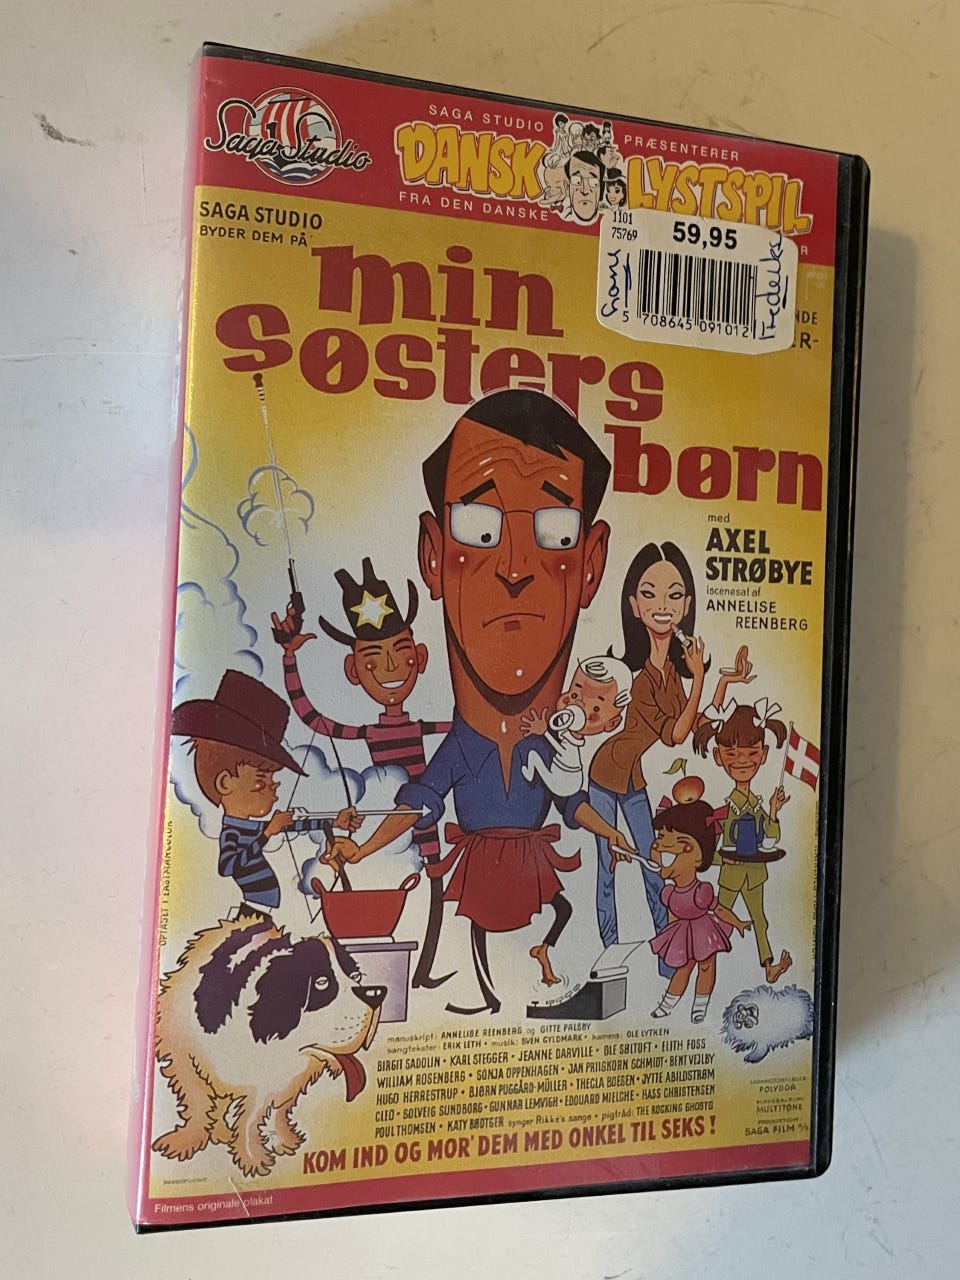 Saga Studio
SAGA STUDIO PRÆSENTERER
DANSK LYSTSPIL
FRA DEN DANSKE
SAGA STUDIO
BYDER DEM PÅ
1101
75769
59,95
5 708645 091012
min
søsters
børn
med
AXEL
STRØBYE
iscenesat af
ANNELISE
REENBERG
OPTAGET I EASTMANCOLOR
manuskript: ANNELISE REENBERG og GITTE PALSBY
sangtekster: ERIK LETH • musik: SVEN GYLDMARK • kamera: OLE LYTKEN
BIRGIT SADOLIN • KARL STEGGER • JEANNE DARVILLE • OLE SØLTOFT • ELITH FOSS
WILLIAM ROSENBERG • SONJA OPPENHAGEN • JAN PRIISKORN SCHMIDT • BENT VEJLBY
HUGO HERRESTRUP • BJØRN PUGGÅRD-MÜLLER • THECLA BOESEN • JYTTE ABILDSTRØM
CLEO • SOLVEIG SUNDBORG • GUNNAR LEMVIGH • EDOUARD MIELCHE • HASS CHRISTENSEN
POUL THOMSEN • KATY BØDTGER synger Rikke's sange • pigtråd: THE ROCKING GHOSTS
POLYDOR
MULTITONE
SAGA FILM A/S
KOM IND OG MOR' DEM MED ONKEL TIL SEKS!
Filmens originale plakat